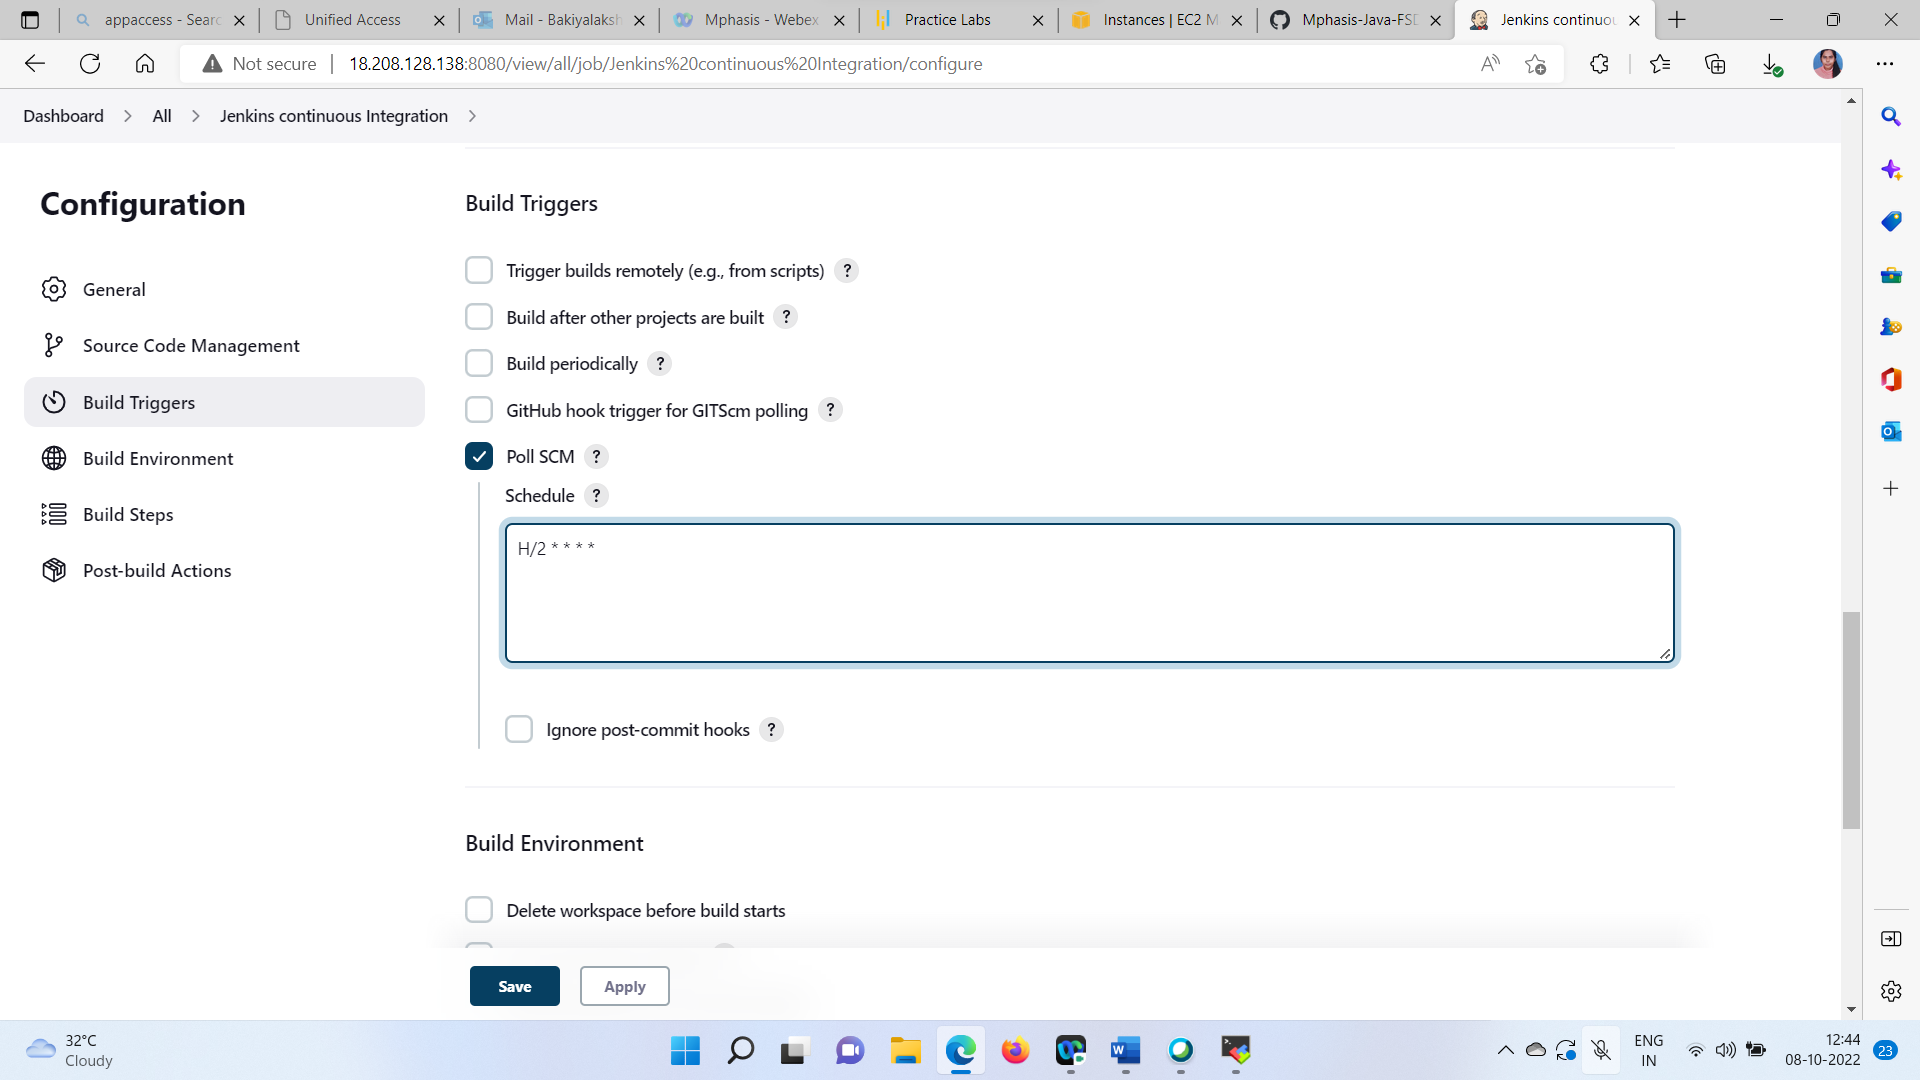 appaccess - Searc
Unified Access
Mail - Bakiyalaksh
Mphasis - Webex
Practice Labs
Instances | EC2 M
Mphasis-Java-FSD
Jenkins continuou
Not secure
18.208.128.138:8080/view/all/job/Jenkins%20continuous%20Integration/configure
Dashboard
All
Jenkins continuous Integration
Configuration
General
Source Code Management
Build Triggers
Build Environment
Build Steps
Post-build Actions
Build Triggers
Trigger builds remotely (e.g., from scripts) ?
Build after other projects are built ?
Build periodically ?
GitHub hook trigger for GITScm polling ?
Poll SCM ?
Schedule ?
H/2 * * * *
Ignore post-commit hooks ?
Build Environment
Delete workspace before build starts
Save
Apply
32°C
Cloudy
ENG
IN
12:44
08-10-2022
23